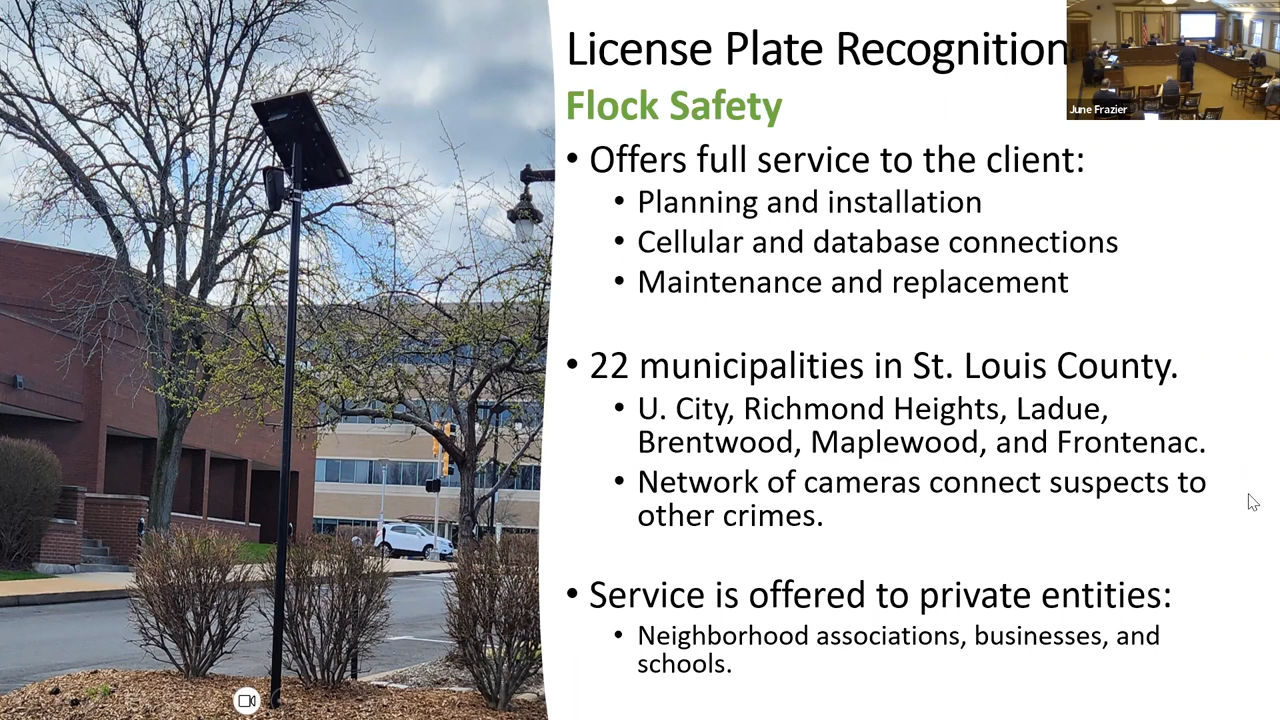 License Plate Recognition
Flock Safety
June Frazier
• Offers full service to the client:
• Planning and installation
• Cellular and database connections
• Maintenance and replacement
• 22 municipalities in St. Louis County.
• U. City, Richmond Heights, Ladue,
Brentwood, Maplewood, and Frontenac.
• Network of cameras connect suspects to
other crimes.
• Service is offered to private entities:
• Neighborhood associations, businesses, and
schools.